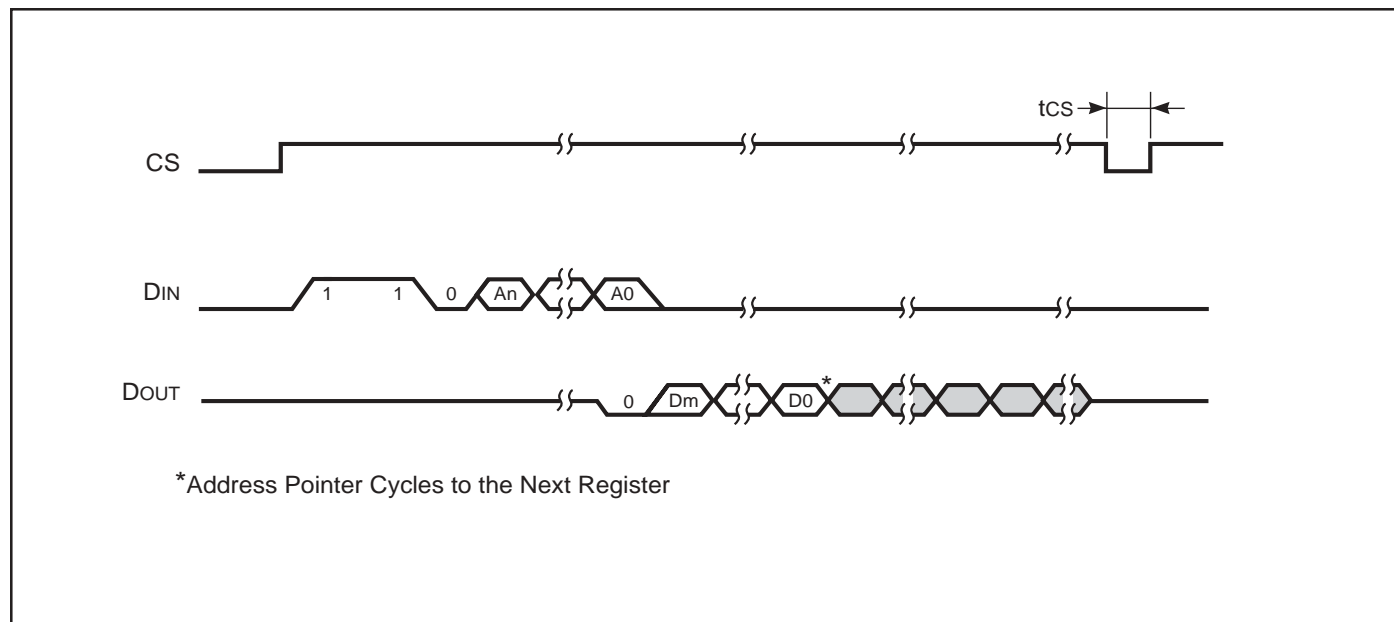 tCS
CS
DIN 1 1 0 An A0
DOUT 0 Dm D0 *
*Address Pointer Cycles to the Next Register